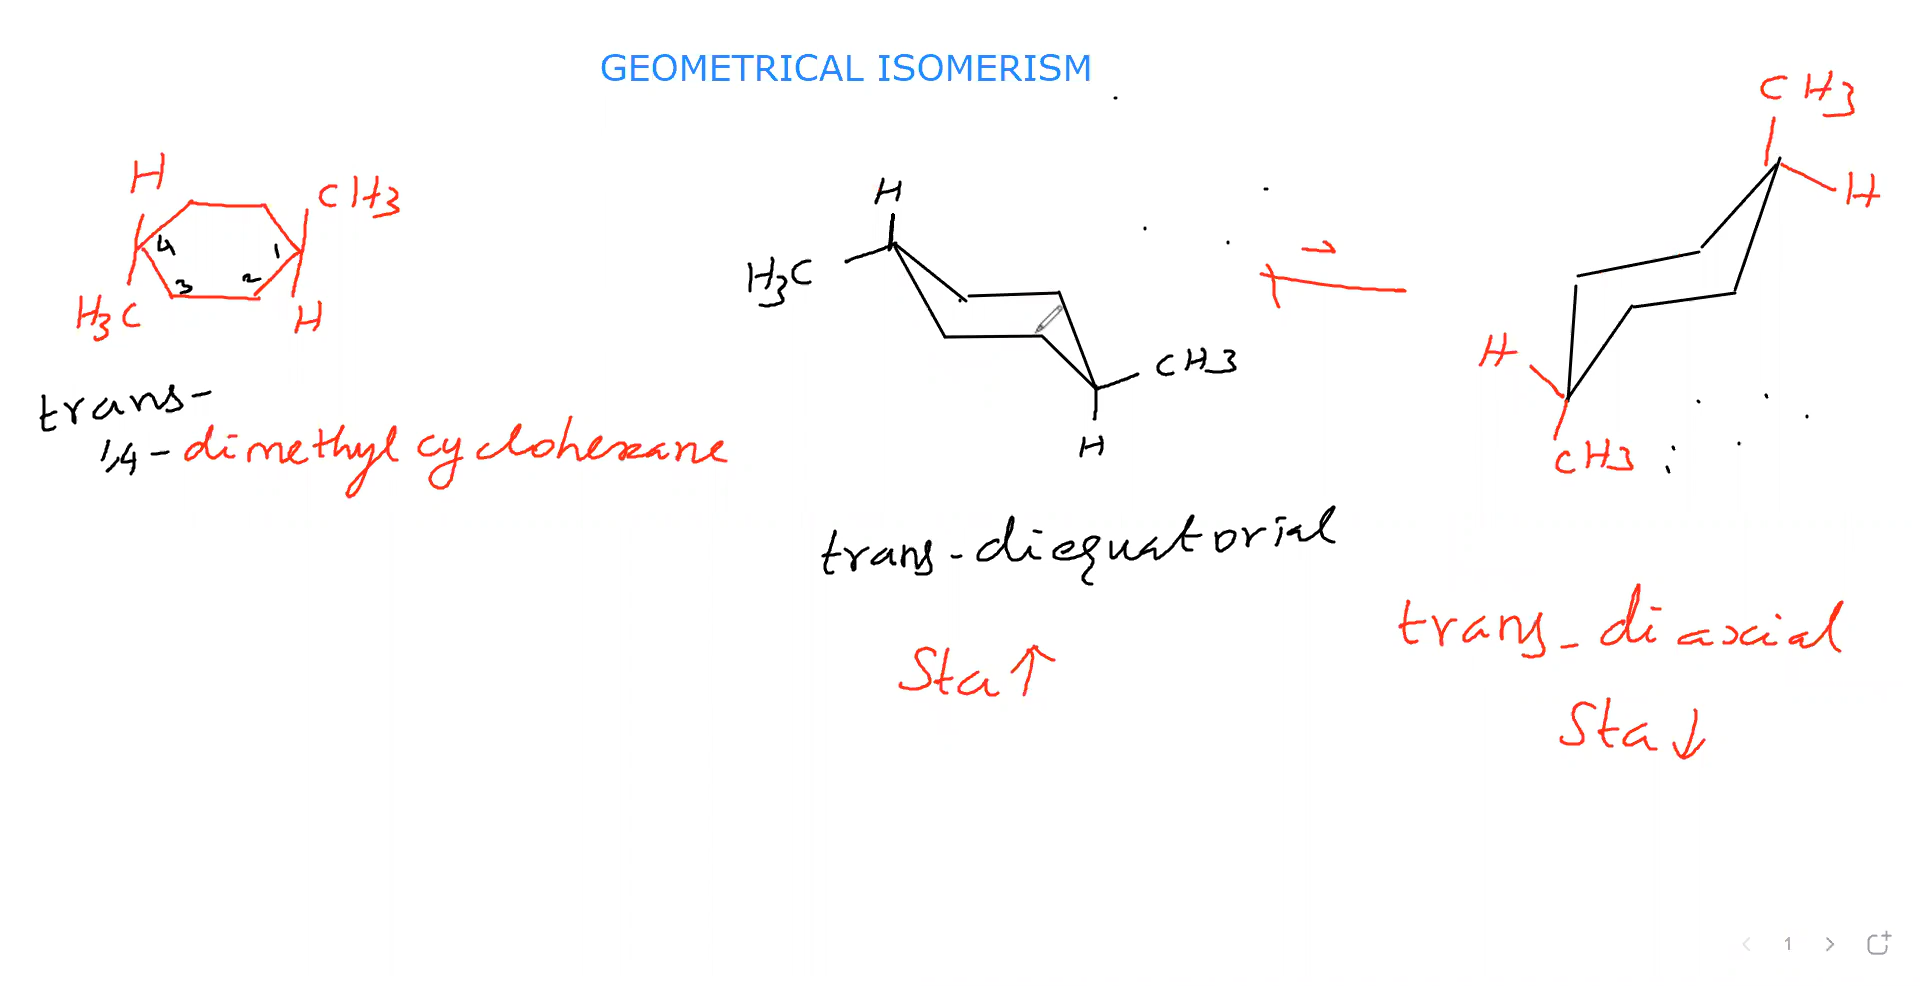 GEOMETRICAL ISOMERISM
H
CH3
4
1
3
2
H3C
H
trans-
1,4-dimethyl cyclohexane
H
H3C
CH3
H
trans-diequatorial
Sta↑
⇌
CH3
H
H
CH3
trans-diaxial
Sta↓
1